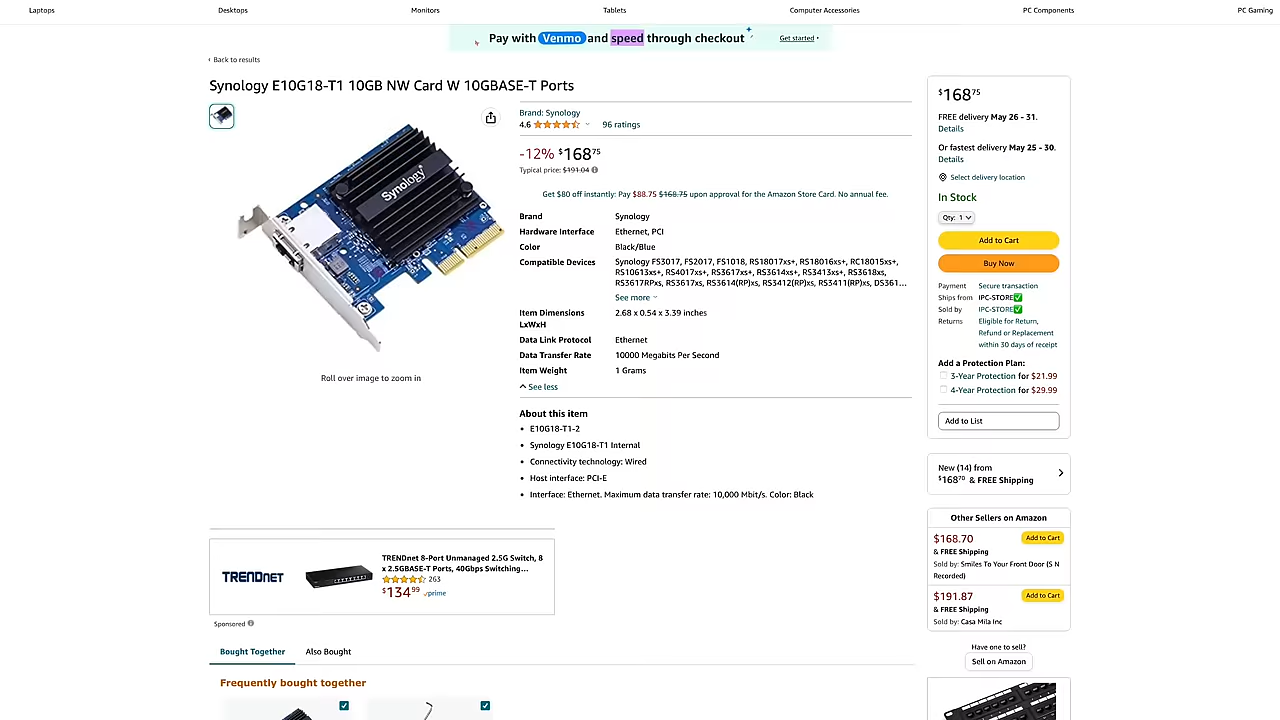 Laptops
Desktops
Monitors
Tablets
Computer Accessories
PC Components
PC Gaming
Pay with Venmo and speed through checkout
Get started ▸
‹ Back to results
Synology E10G18-T1 10GB NW Card W 10GBASE-T Ports
Synology
Roll over image to zoom in
Brand: Synology
4.6 96 ratings
-12% $168 75
Typical price: $191.04
Get $80 off instantly: Pay $88.75 $168.75 upon approval for the Amazon Store Card. No annual fee.
Brand Synology
Hardware Interface Ethernet, PCI
Color Black/Blue
Compatible Devices Synology FS3017, FS2017, FS1018, RS18017xs+, RS18016xs+, RC18015xs+,
RS10613xs+, RS4017xs+, RS3617xs+, RS3614xs+, RS3413xs+, RS3618xs,
RS3617RPxs, RS3617xs, RS3614(RP)xs, RS3412(RP)xs, RS3411(RP)xs, DS361…
See more
Item Dimensions 2.68 x 0.54 x 3.39 inches
LxWxH
Data Link Protocol Ethernet
Data Transfer Rate 10000 Megabits Per Second
Item Weight 1 Grams
See less
About this item
• E10G18-T1-2
• Synology E10G18-T1 Internal
• Connectivity technology: Wired
• Host interface: PCI-E
• Interface: Ethernet. Maximum data transfer rate: 10,000 Mbit/s. Color: Black
$168 75
FREE delivery May 26 - 31.
Details
Or fastest delivery May 25 - 30.
Details
Select delivery location
In Stock
Qty: 1
Add to Cart
Buy Now
Payment Secure transaction
Ships from IPC-STORE✅
Sold by IPC-STORE✅
Returns Eligible for Return,
Refund or Replacement
within 30 days of receipt
Add a Protection Plan:
3-Year Protection for $21.99
4-Year Protection for $29.99
Add to List
New (14) from
$168 70 & FREE Shipping
Other Sellers on Amazon
$168.70 Add to Cart
& FREE Shipping
Sold by: Smiles To Your Front Door (S N
Recorded)
$191.87 Add to Cart
& FREE Shipping
Sold by: Casa Mila Inc
Have one to sell?
Sell on Amazon
TRENDNET
TRENDnet 8-Port Unmanaged 2.5G Switch, 8
x 2.5GBASE-T Ports, 40Gbps Switching…
263
$134 99 prime
Sponsored
Bought Together
Also Bought
Frequently bought together